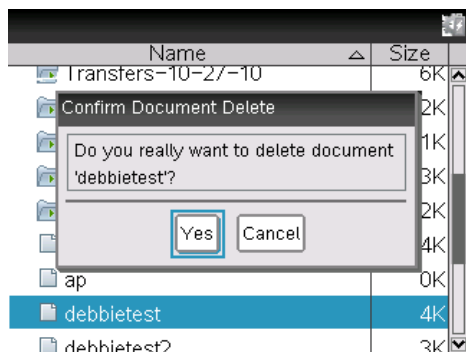 Name Size
Transfers-10-27-10 6K
Confirm Document Delete 2K
1K
Do you really want to delete document
'debbietest'? 3K
2K
Yes Cancel
4K
ap 0K
debbietest 4K
debbietest2 3K